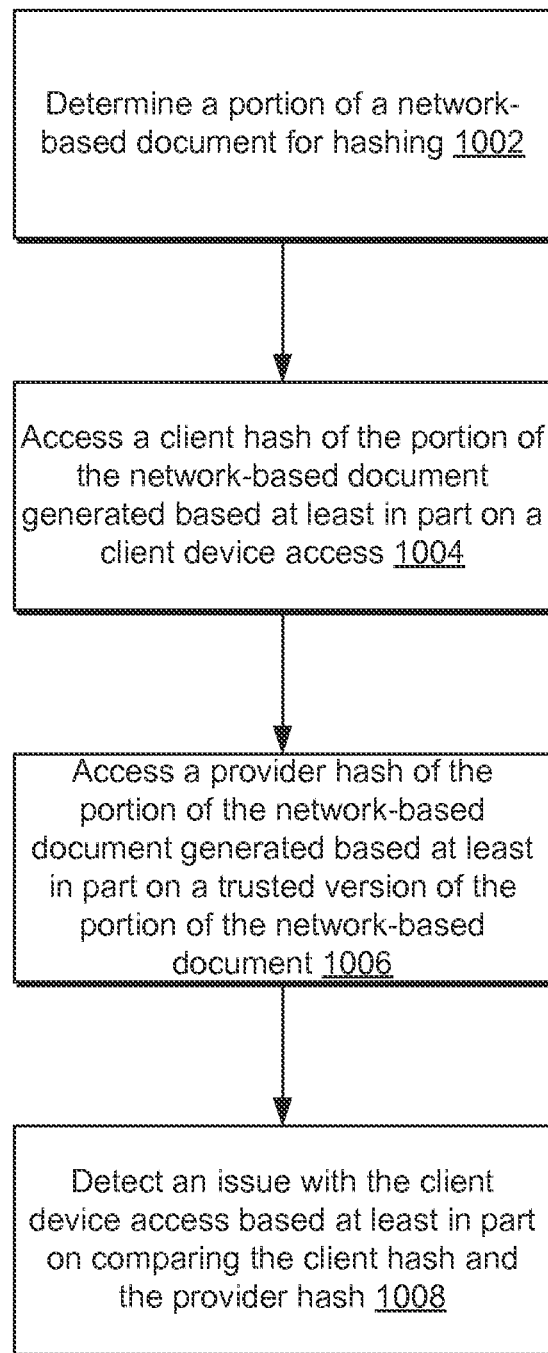 Determine a portion of a network-
based document for hashing 1002
Access a client hash of the portion of
the network-based document
generated based at least in part on a
client device access 1004
Access a provider hash of the
portion of the network-based
document generated based at least
in part on a trusted version of the
portion of the network-based
document 1006
Detect an issue with the client
device access based at least in part
on comparing the client hash and
the provider hash 1008